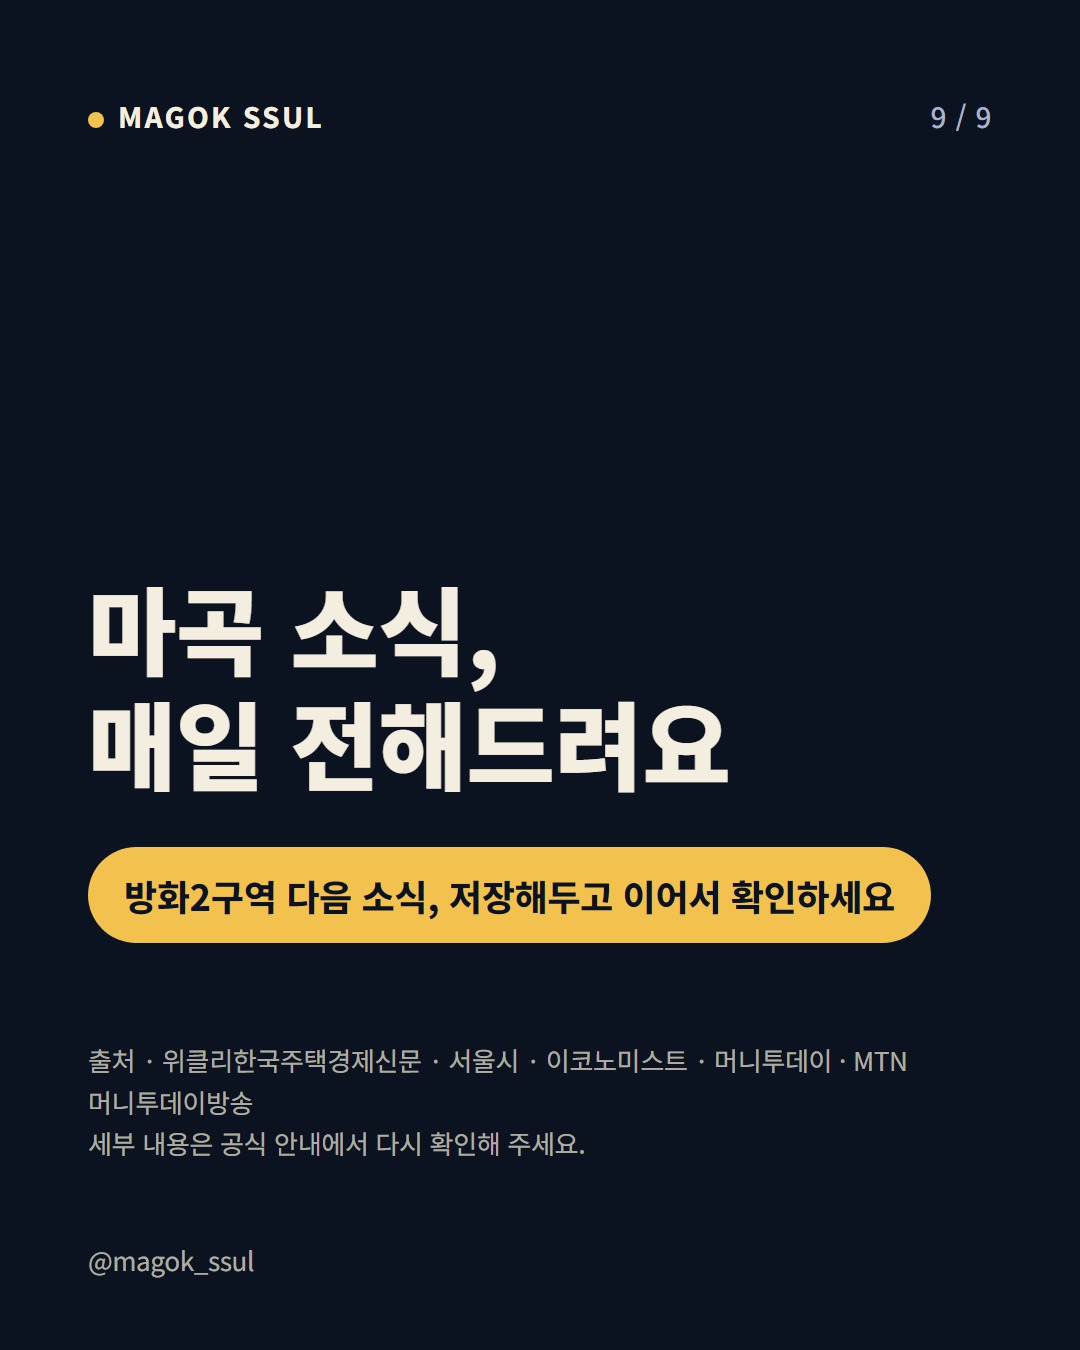 MAGOK SSUL
9 / 9
마곡 소식,
매일 전해드려요
방화2구역 다음 소식, 저장해두고 이어서 확인하세요
출처 · 위클리한국주택경제신문 · 서울시 · 이코노미스트 · 머니투데이 · MTN
머니투데이방송
세부 내용은 공식 안내에서 다시 확인해 주세요.
@magok_ssul